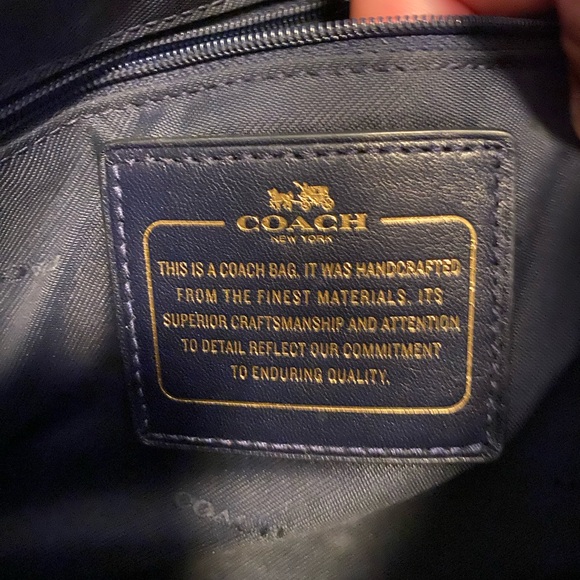 COACH
NEW YORK
THIS IS A COACH BAG. IT WAS HANDCRAFTED
FROM THE FINEST MATERIALS. ITS
SUPERIOR CRAFTSMANSHIP AND ATTENTION
TO DETAIL REFLECT OUR COMMITMENT
TO ENDURING QUALITY.
COACH